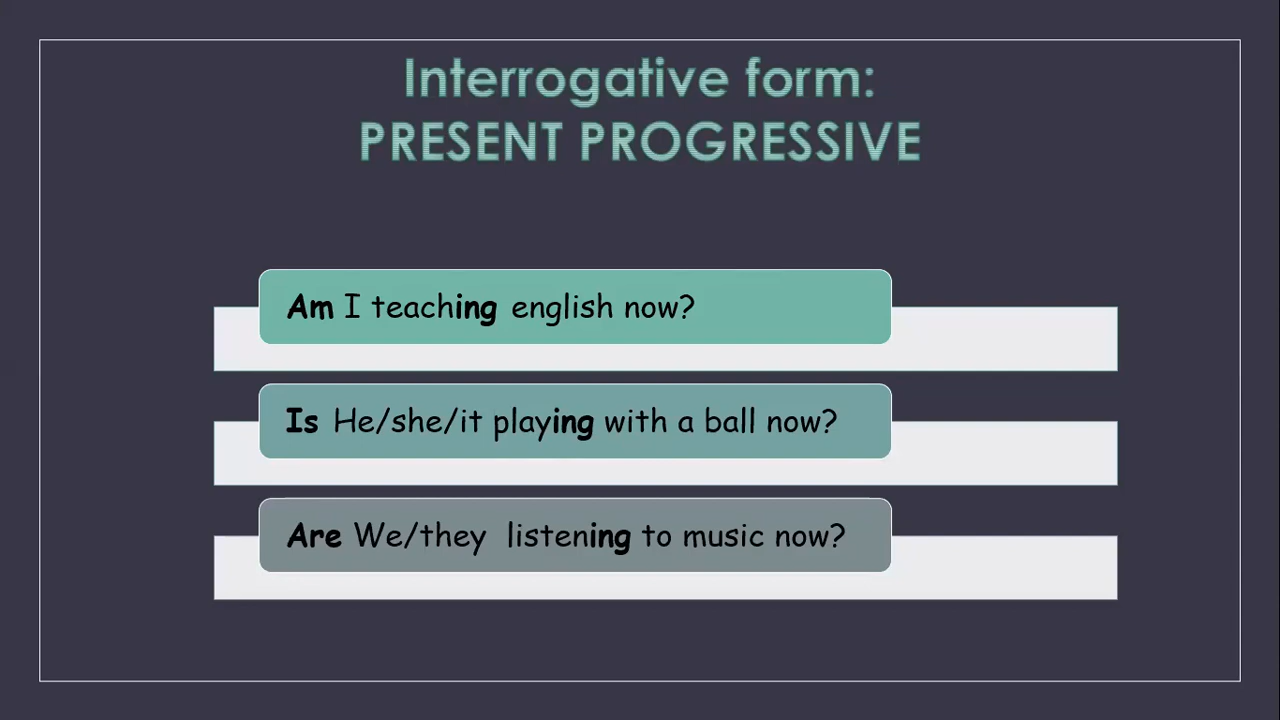 Interrogative form:
PRESENT PROGRESSIVE
Am I teaching english now?
Is He/she/it playing with a ball now?
Are We/they listening to music now?